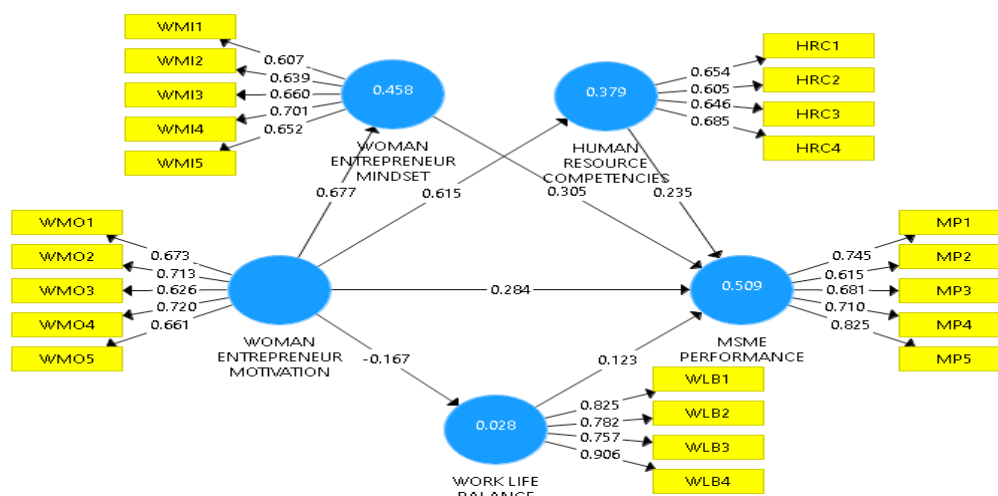 WMI1
WMI2
WMI3
WMI4
WMI5
0.607
0.639
0.660
0.701
0.652
0.458
WOMAN
ENTREPRENEUR
MINDSET
0.379
HUMAN
RESOURCE
COMPETENCIES
0.654
0.605
0.646
0.685
HRC1
HRC2
HRC3
HRC4
0.677
0.615
0.305
0.235
WMO1
WMO2
WMO3
WMO4
WMO5
0.673
0.713
0.626
0.720
0.661
WOMAN
ENTREPRENEUR
MOTIVATION
0.284
0.509
MSME
PERFORMANCE
0.745
0.615
0.681
0.710
0.825
MP1
MP2
MP3
MP4
MP5
-0.167
0.123
0.028
WORK LIFE
BALANCE
0.825
0.782
0.757
0.906
WLB1
WLB2
WLB3
WLB4